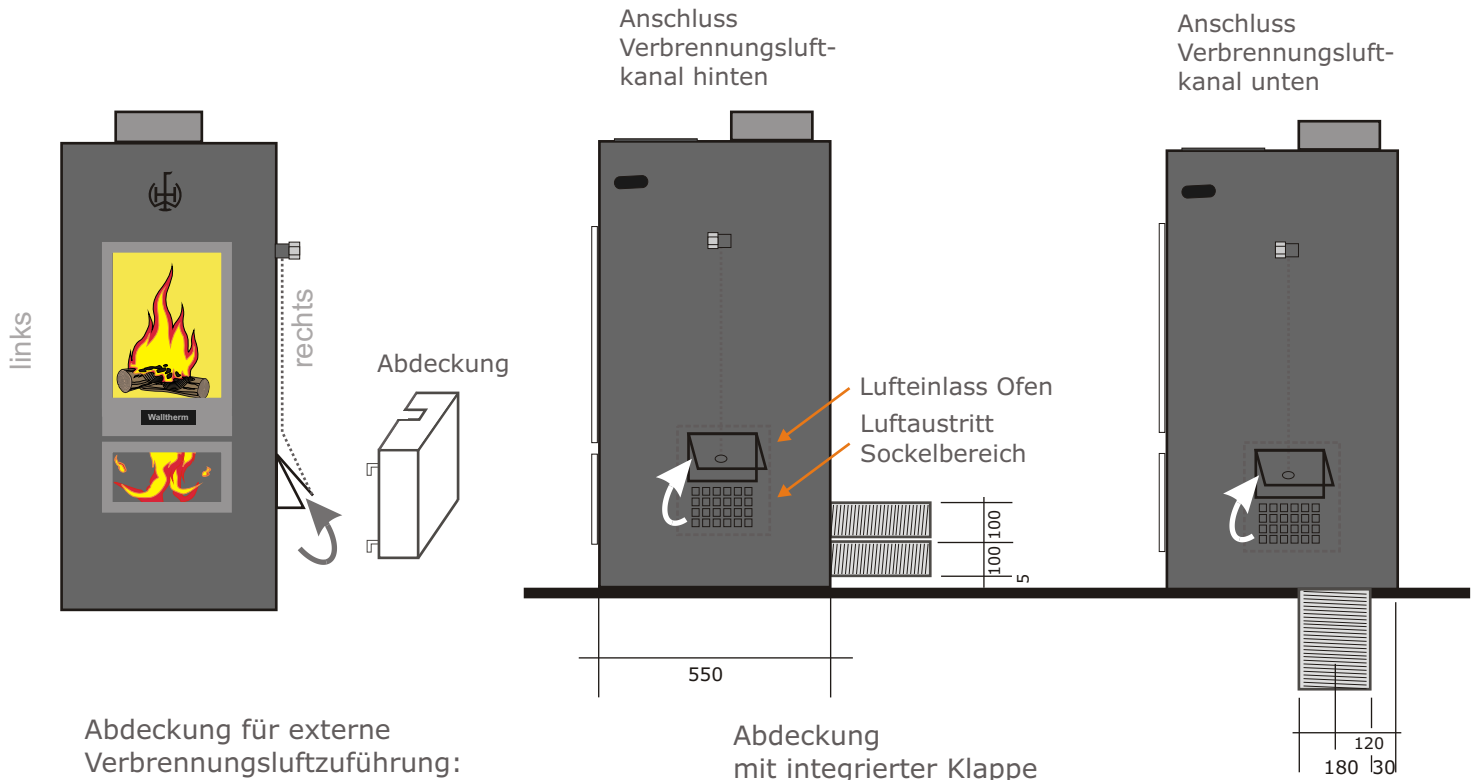 Anschluss
Verbrennungsluft-
kanal hinten
Anschluss
Verbrennungsluft-
kanal unten
links
rechts
Walltherm
Abdeckung
Lufteinlass Ofen
Luftaustritt
Sockelbereich
100
100
5
550
120
180
30
Abdeckung für externe
Verbrennungsluftzuführung:
Abdeckung
mit integrierter Klappe